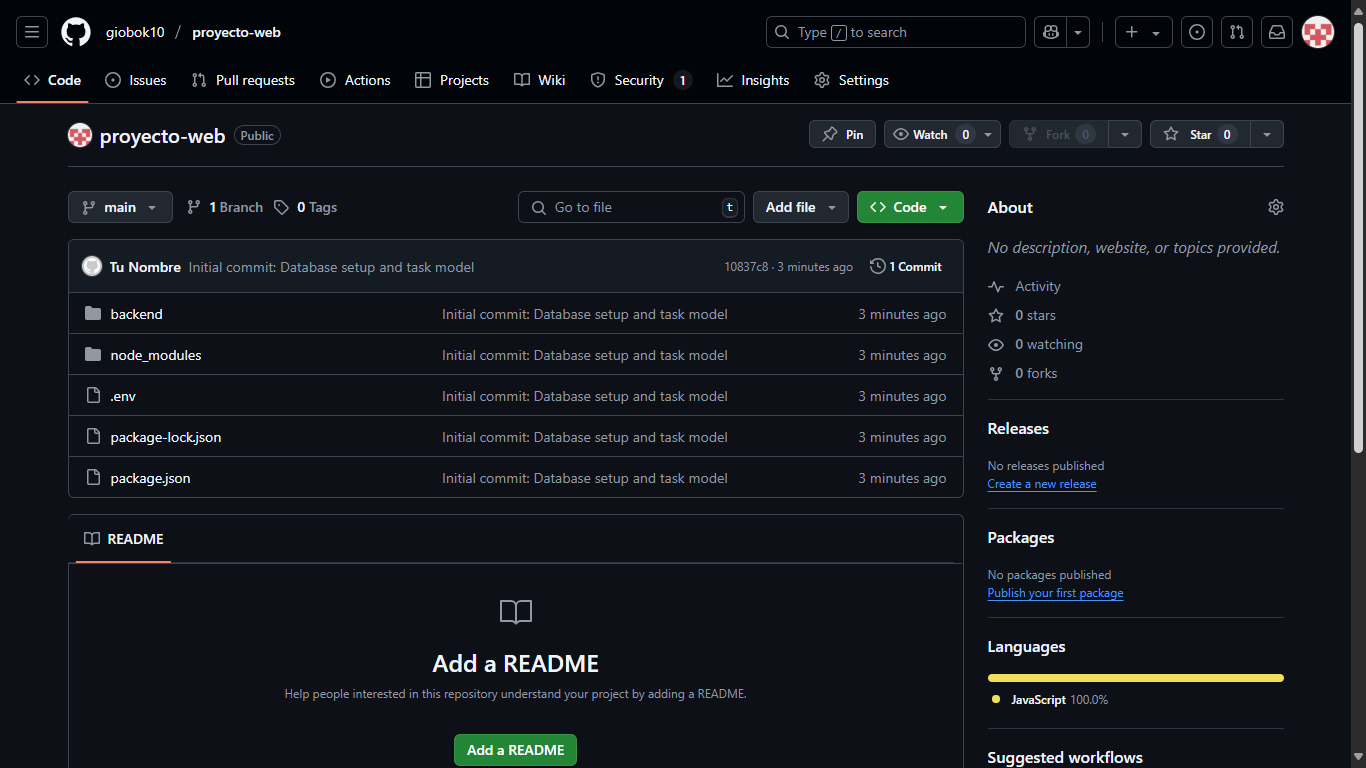 giobok10 / proyecto-web
Type / to search
Code
Issues
Pull requests
Actions
Projects
Wiki
Security 1
Insights
Settings
proyecto-web Public
Pin
Watch 0
Fork 0
Star 0
main
1 Branch
0 Tags
Go to file t
Add file
Code
Tu Nombre Initial commit: Database setup and task model 10837c8 · 3 minutes ago 1 Commit
backend Initial commit: Database setup and task model 3 minutes ago
node_modules Initial commit: Database setup and task model 3 minutes ago
.env Initial commit: Database setup and task model 3 minutes ago
package-lock.json Initial commit: Database setup and task model 3 minutes ago
package.json Initial commit: Database setup and task model 3 minutes ago
README
Add a README
Help people interested in this repository understand your project by adding a README.
Add a README
About
No description, website, or topics provided.
Activity
0 stars
0 watching
0 forks
Releases
No releases published
Create a new release
Packages
No packages published
Publish your first package
Languages
JavaScript 100.0%
Suggested workflows